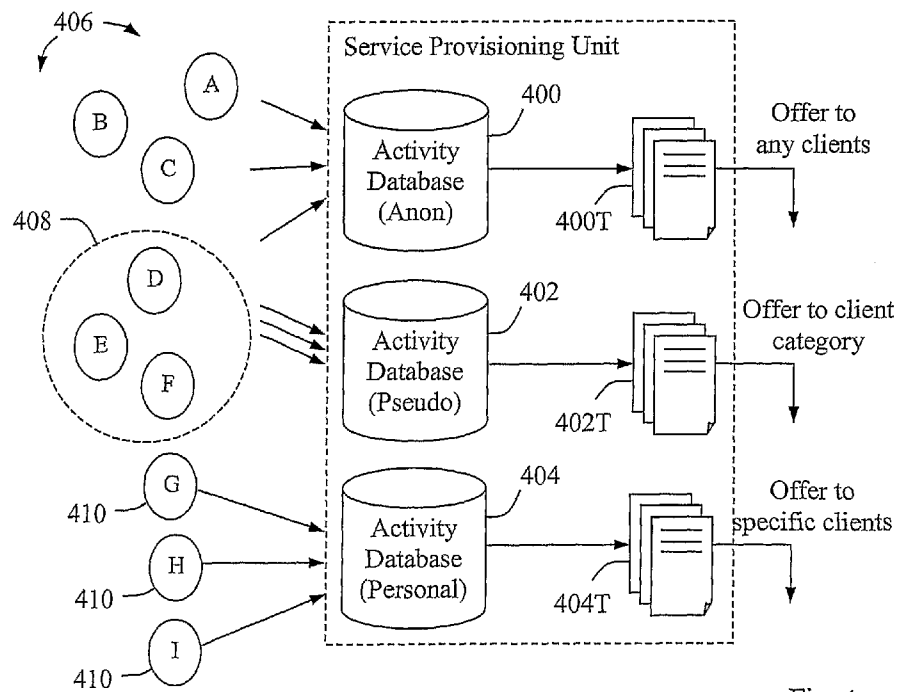 406
A
B
C
408
D
E
F
G
410
H
410
I
410
Service Provisioning Unit
400
Activity
Database
(Anon)
400T
Offer to
any clients
402
Activity
Database
(Pseudo)
402T
Offer to client
category
404
Activity
Database
(Personal)
404T
Offer to
specific clients